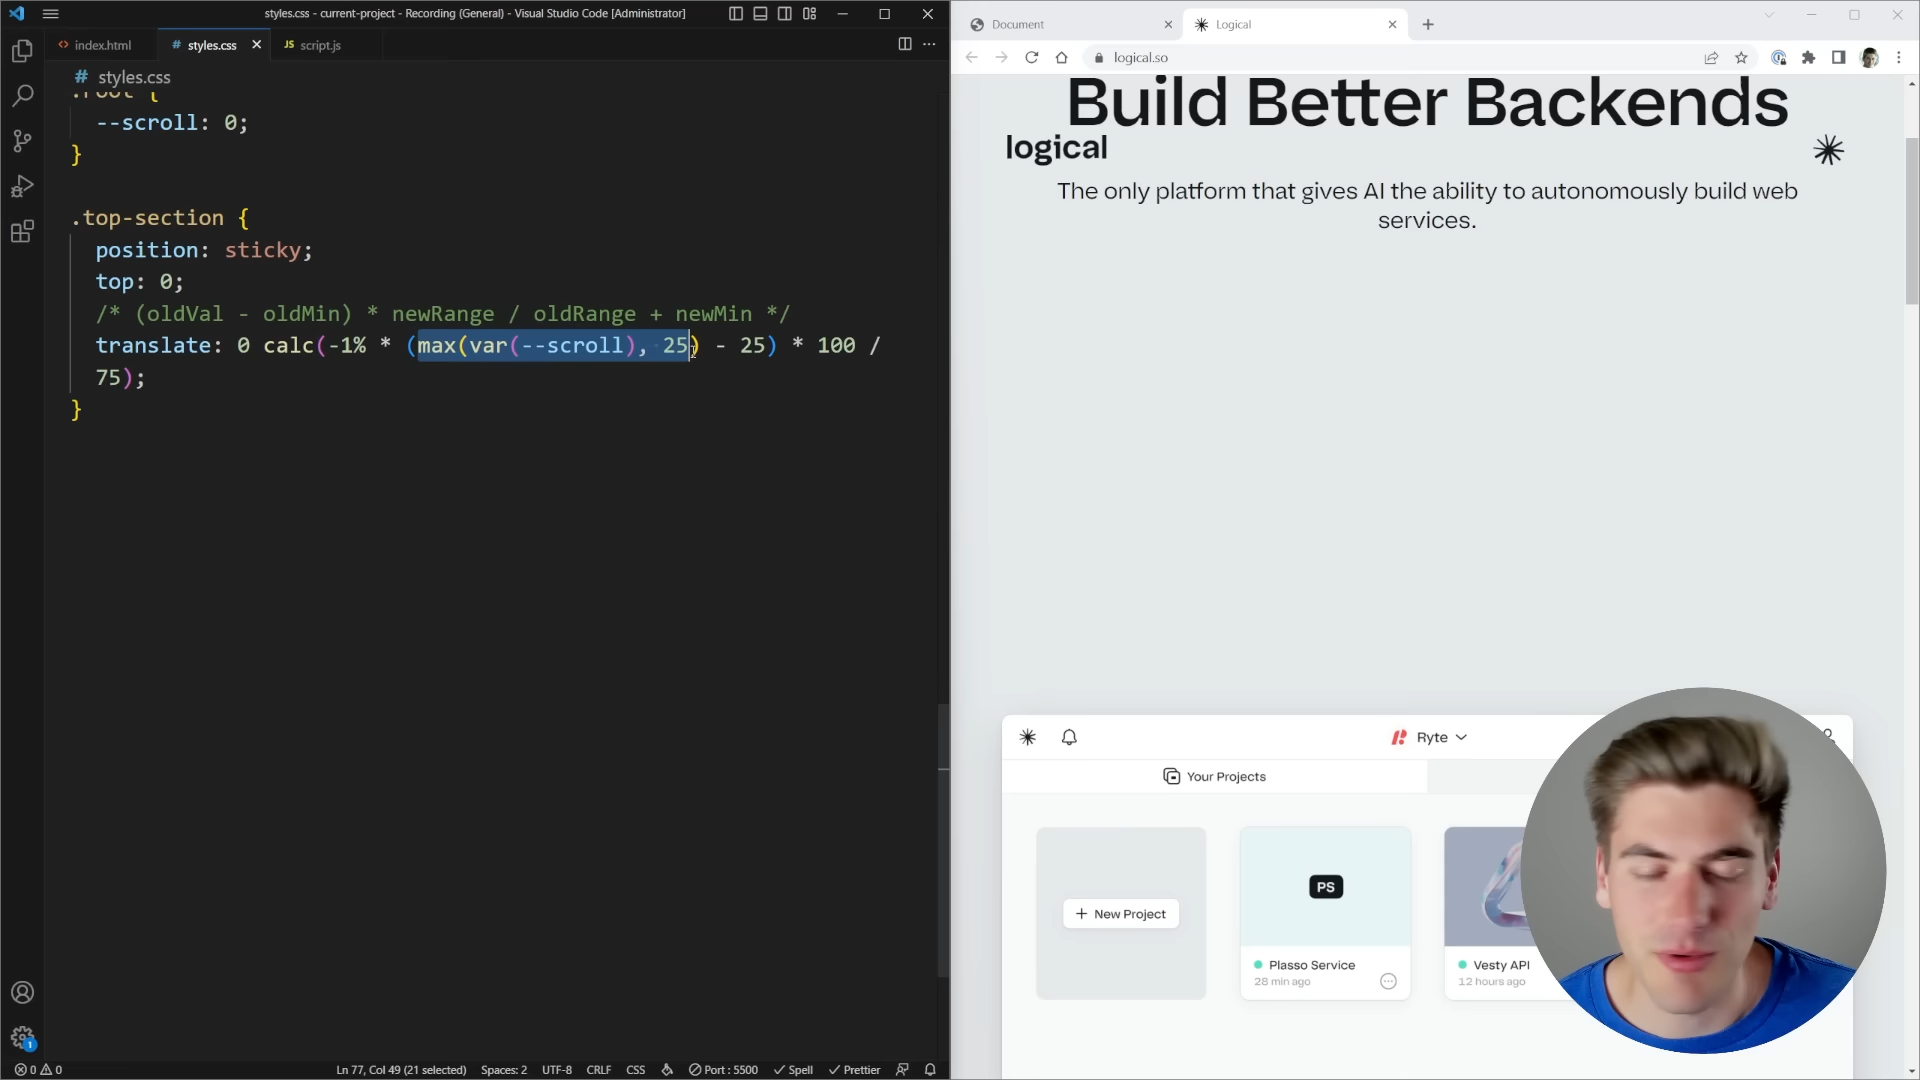 styles.css - current-project - Recording (General) - Visual Studio Code [Administrator]
<> index.html
# styles.css
JS script.js
# styles.css
.root {
--scroll: 0;
}
.top-section {
position: sticky;
top: 0;
/* (oldVal - oldMin) * newRange / oldRange + newMin */
translate: 0 calc(-1% * (max(var(--scroll), 25) - 25) * 100 /
75);
}
1
0 0
Ln 77, Col 49 (21 selected)
Spaces: 2
UTF-8
CRLF
CSS
Port : 5500
Spell
Prettier
Document
Logical
logical.so
Build Better Backends
logical
The only platform that gives AI the ability to autonomously build web
services.
Ryte
Your Projects
+ New Project
PS
Plasso Service
28 min ago
Vesty API
12 hours ago